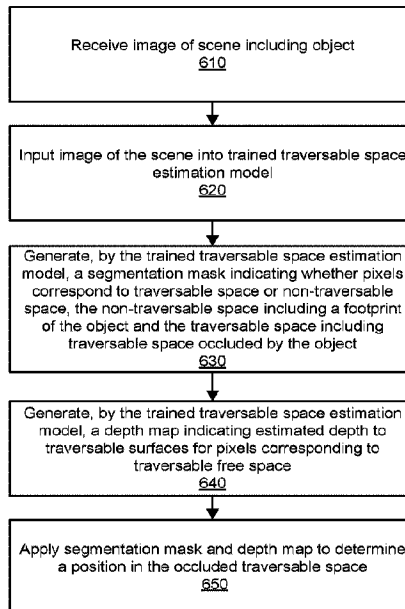 Receive image of scene including object
610
Input image of the scene into trained traversable space
estimation model
620
Generate, by the trained traversable space estimation
model, a segmentation mask indicating whether pixels
correspond to traversable space or non-traversable
space, the non-traversable space including a footprint
of the object and the traversable space including
traversable space occluded by the object
630
Generate, by the trained traversable space estimation
model, a depth map indicating estimated depth to
traversable surfaces for pixels corresponding to
traversable free space
640
Apply segmentation mask and depth map to determine
a position in the occluded traversable space
650